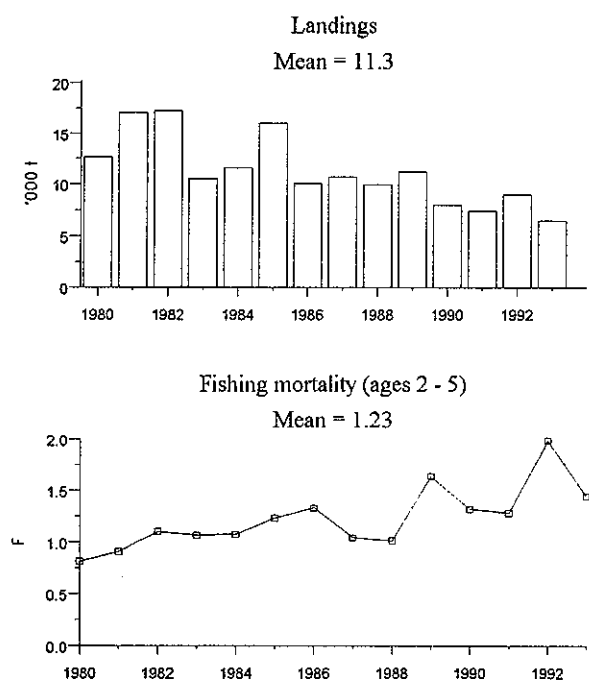 Landings
Mean = 11.3
20
15
10
5
0
'000 t
1980 1982 1984 1986 1988 1990 1992
Fishing mortality (ages 2 - 5)
Mean = 1.23
2.0
1.5
1.0
0.5
0.0
F
1980 1982 1984 1986 1988 1990 1992